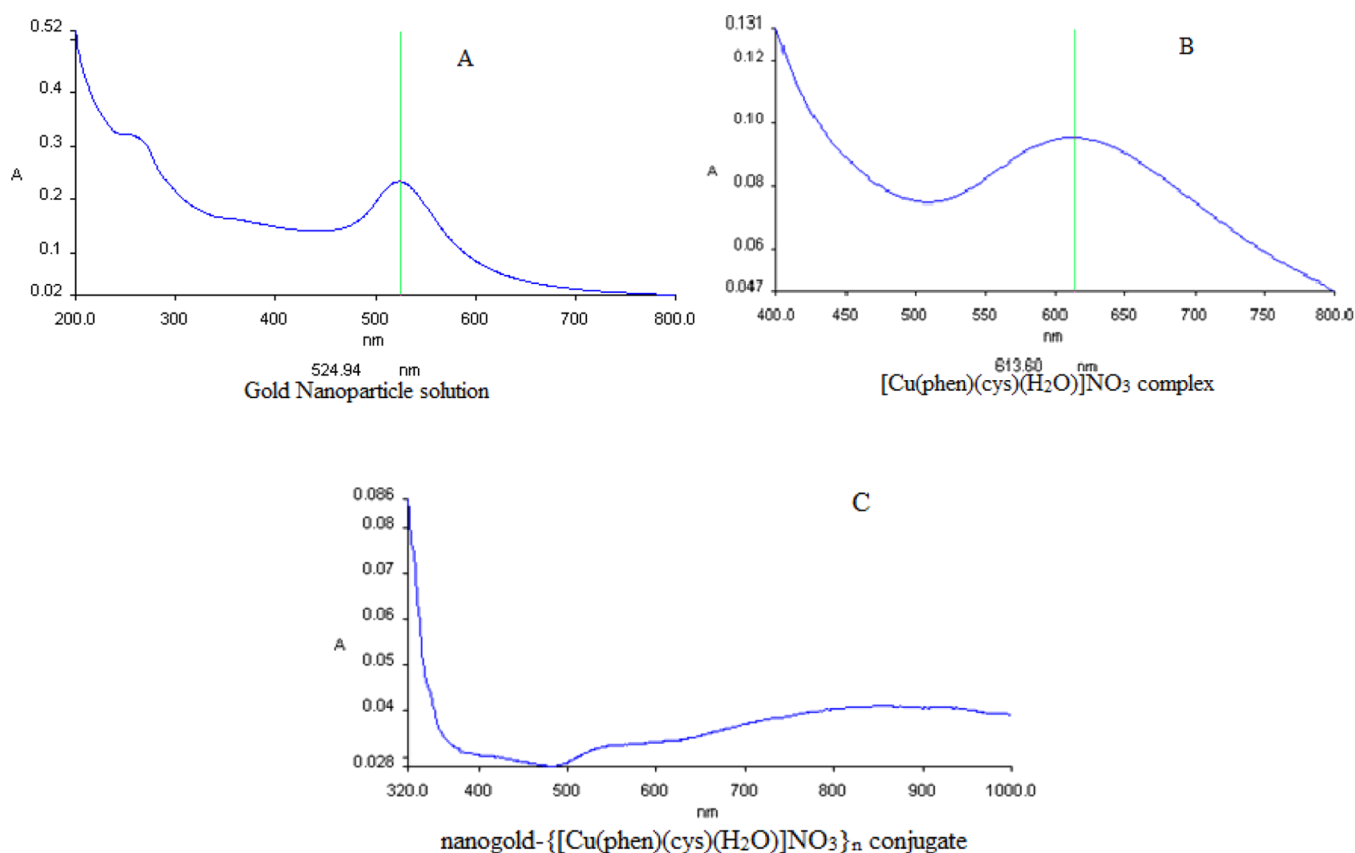 0.52
0.4
0.3
0.2
0.1
0.02
A
A
200.0 300 400 500 600 700 800.0
nm
524.94 nm
Gold Nanoparticle solution
0.131
0.12
0.10
0.08
0.06
0.047
A
B
400.0 450 500 550 600 650 700 750 800.0
nm
613.60 nm
[Cu(phen)(cys)(H₂O)]NO₃ complex
0.086
0.08
0.07
0.06
0.05
0.04
0.028
A
C
320.0 400 500 600 700 800 900 1000.0
nm
nanogold-{[Cu(phen)(cys)(H₂O)]NO₃}ₙ conjugate